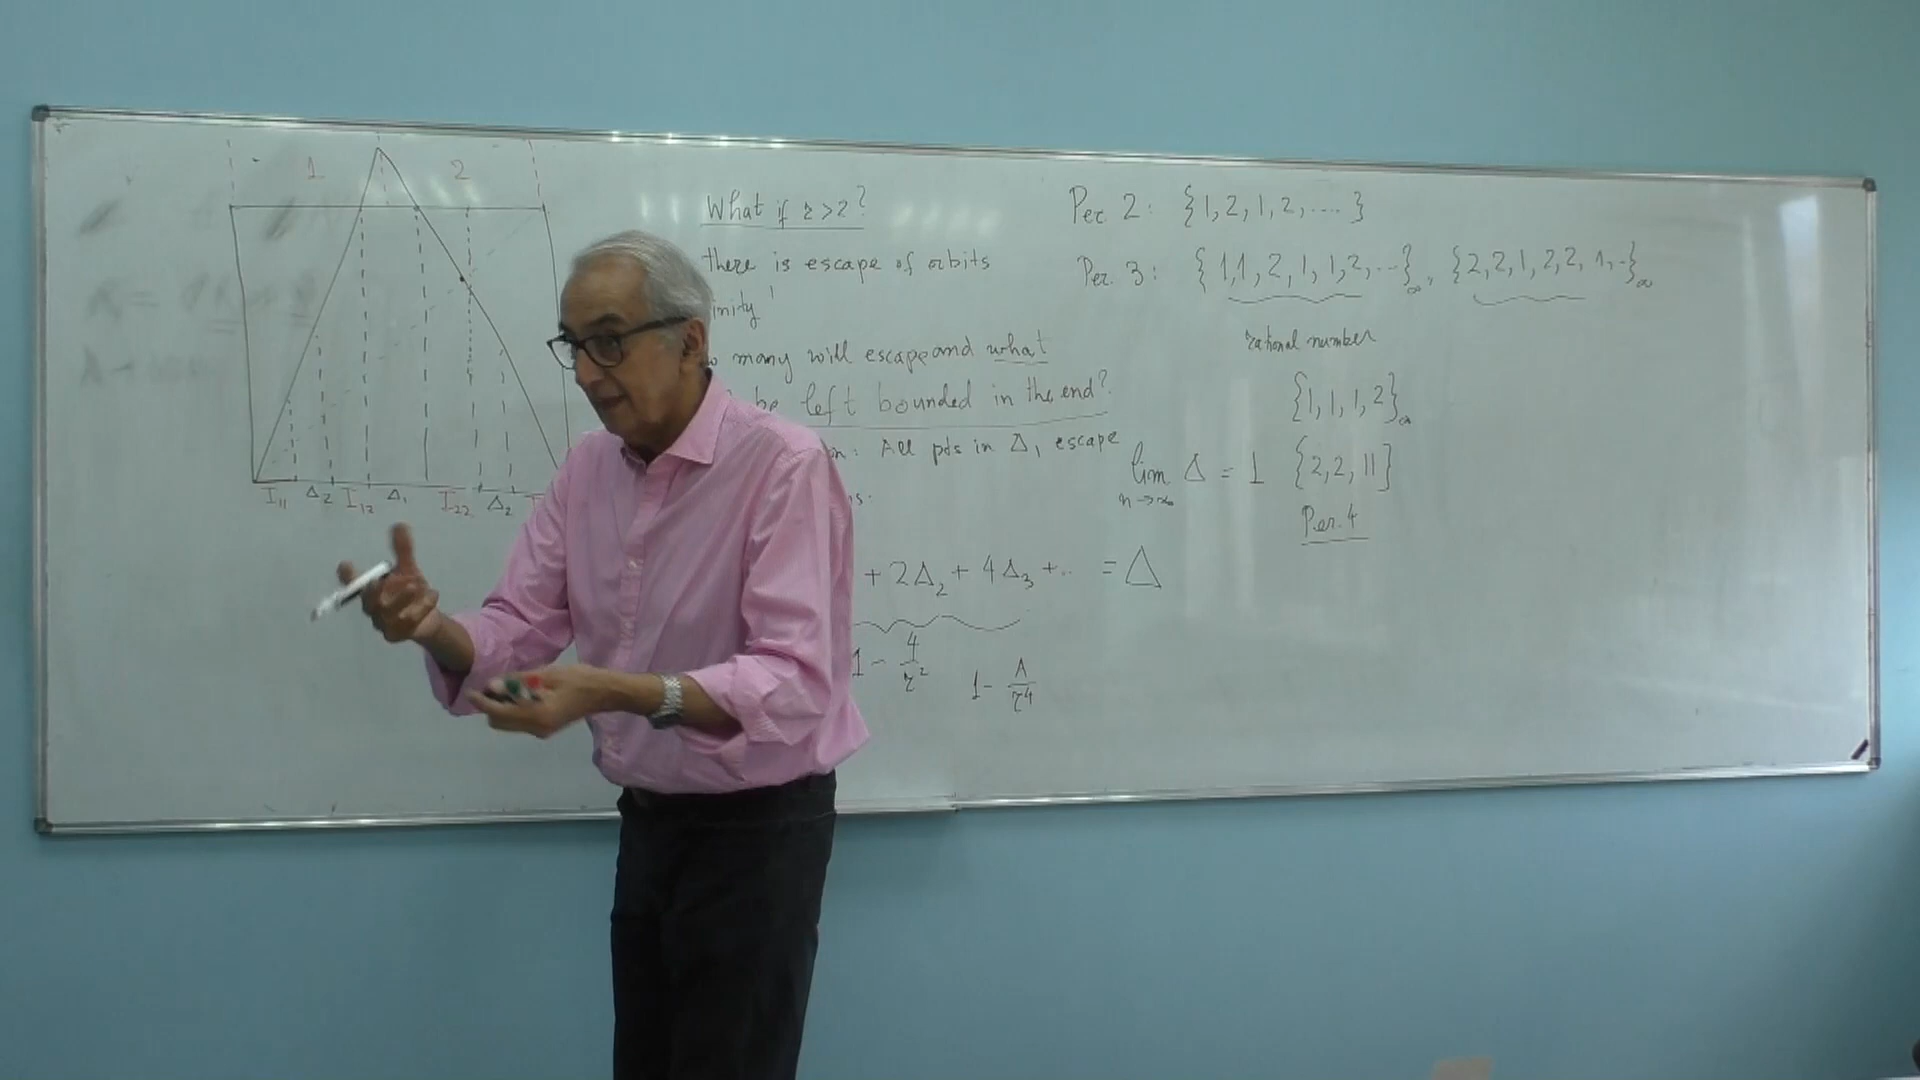 1 2
I₁₁ Δ₂ I₁₂ Δ₁ I₂₂ Δ₂
What if r>2?
there is escape of orbits
many will escape and what
be left bounded in the end?
All pts in Δ₁ escape
+ 2Δ₂ + 4Δ₃ + .. = Δ
1 - 4/r² 1 - A/r⁴
Per. 2: {1,2,1,2,....}
Per. 3: {1,1,2,1,1,2,...}∞, {2,2,1,2,2,1,..}∞
rational number
{1,1,1,2}∞
lim n→∞ Δ = 1 {2,2,11}
Per. 4